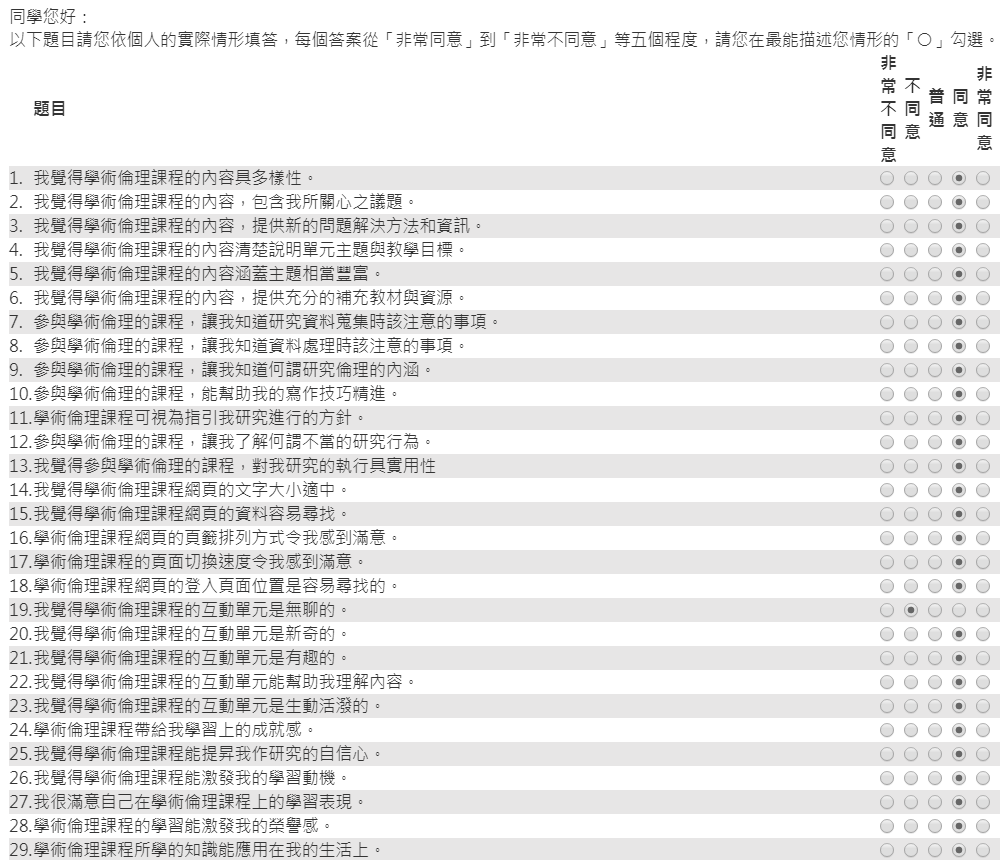 同學您好：
以下題目請您依個人的實際情形填答，每個答案從「非常同意」到「非常不同意」等五個程度，請您在最能描述您情形的「○」勾選。
題目 非常不同意 不同意 普通 同意 非常同意
1. 我覺得學術倫理課程的內容具多樣性。
2. 我覺得學術倫理課程的內容，包含我所關心之議題。
3. 我覺得學術倫理課程的內容，提供新的問題解決方法和資訊。
4. 我覺得學術倫理課程的內容清楚說明單元主題與教學目標。
5. 我覺得學術倫理課程的內容涵蓋主題相當豐富。
6. 我覺得學術倫理課程的內容，提供充分的補充教材與資源。
7. 參與學術倫理的課程，讓我知道研究資料蒐集時該注意的事項。
8. 參與學術倫理的課程，讓我知道資料處理時該注意的事項。
9. 參與學術倫理的課程，讓我知道何謂研究倫理的內涵。
10.參與學術倫理的課程，能幫助我的寫作技巧精進。
11.學術倫理課程可視為指引我研究進行的方針。
12.參與學術倫理的課程，讓我了解何謂不當的研究行為。
13.我覺得參與學術倫理的課程，對我研究的執行具實用性
14.我覺得學術倫理課程網頁的文字大小適中。
15.我覺得學術倫理課程網頁的資料容易尋找。
16.學術倫理課程網頁的頁籤排列方式令我感到滿意。
17.學術倫理課程的頁面切換速度令我感到滿意。
18.學術倫理課程網頁的登入頁面位置是容易尋找的。
19.我覺得學術倫理課程的互動單元是無聊的。
20.我覺得學術倫理課程的互動單元是新奇的。
21.我覺得學術倫理課程的互動單元是有趣的。
22.我覺得學術倫理課程的互動單元能幫助我理解內容。
23.我覺得學術倫理課程的互動單元是生動活潑的。
24.學術倫理課程帶給我學習上的成就感。
25.我覺得學術倫理課程能提昇我作研究的自信心。
26.我覺得學術倫理課程能激發我的學習動機。
27.我很滿意自己在學術倫理課程上的學習表現。
28.學術倫理課程的學習能激發我的榮譽感。
29.學術倫理課程所學的知識能應用在我的生活上。